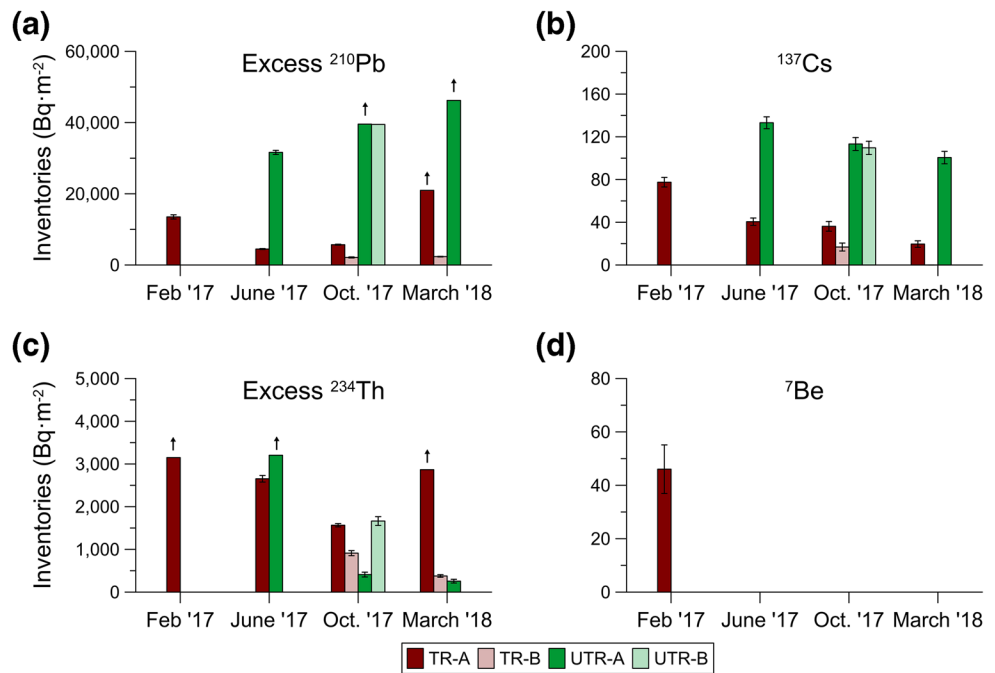 (a)
Excess ²¹⁰Pb
Inventories (Bq·m⁻²)
60,000
40,000
20,000
0
Feb '17 June '17 Oct. '17 March '18
(b)
¹³⁷Cs
200
160
120
80
40
0
Feb '17 June '17 Oct. '17 March '18
(c)
Excess ²³⁴Th
Inventories (Bq·m⁻²)
5,000
4,000
3,000
2,000
1,000
0
Feb '17 June '17 Oct. '17 March '18
(d)
⁷Be
80
60
40
20
0
Feb '17 June '17 Oct. '17 March '18
TR-A TR-B UTR-A UTR-B